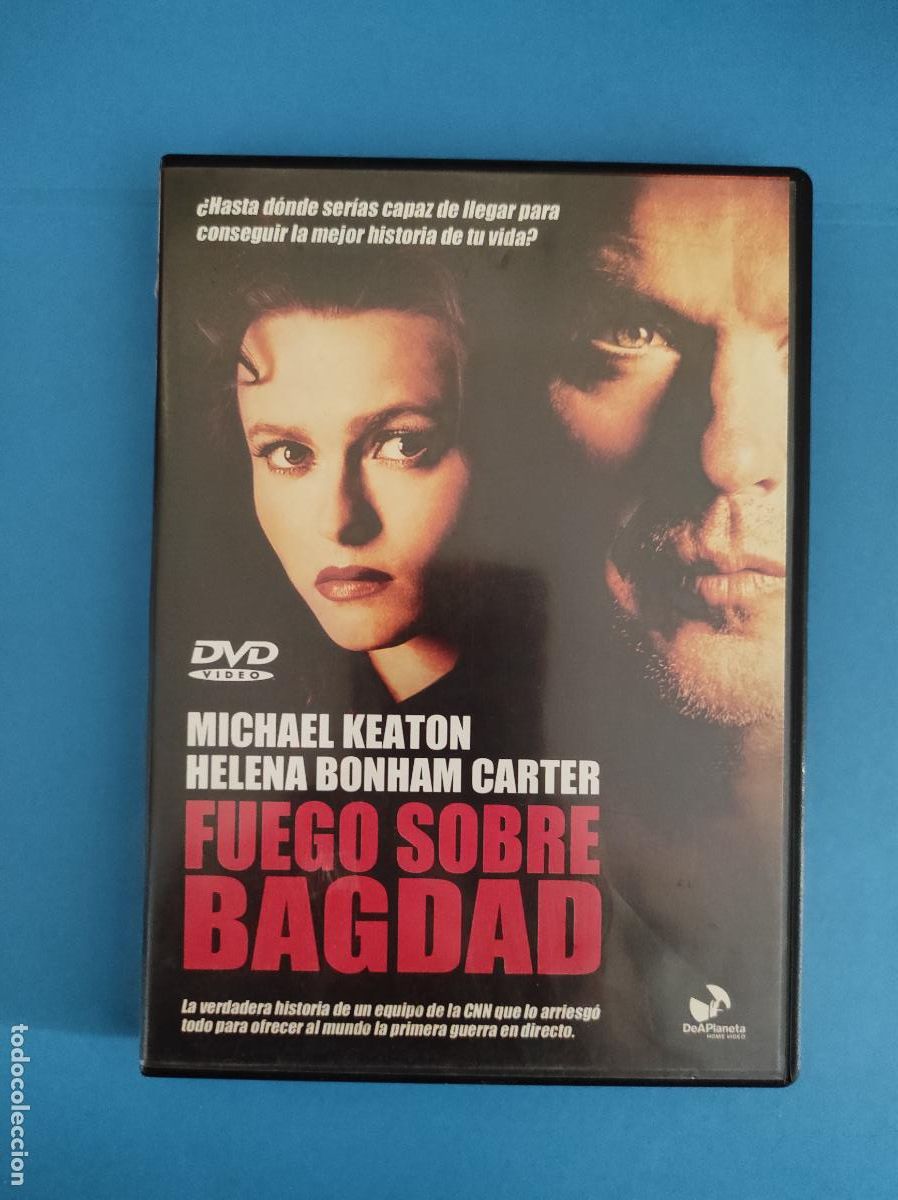 ¿Hasta dónde serías capaz de llegar para
conseguir la mejor historia de tu vida?
DVD
VIDEO
MICHAEL KEATON
HELENA BONHAM CARTER
FUEGO SOBRE
BAGDAD
La verdadera historia de un equipo de la CNN que lo arriesgó
todo para ofrecer al mundo la primera guerra en directo.
DeAPlaneta
HOME VIDEO
todocoleccion